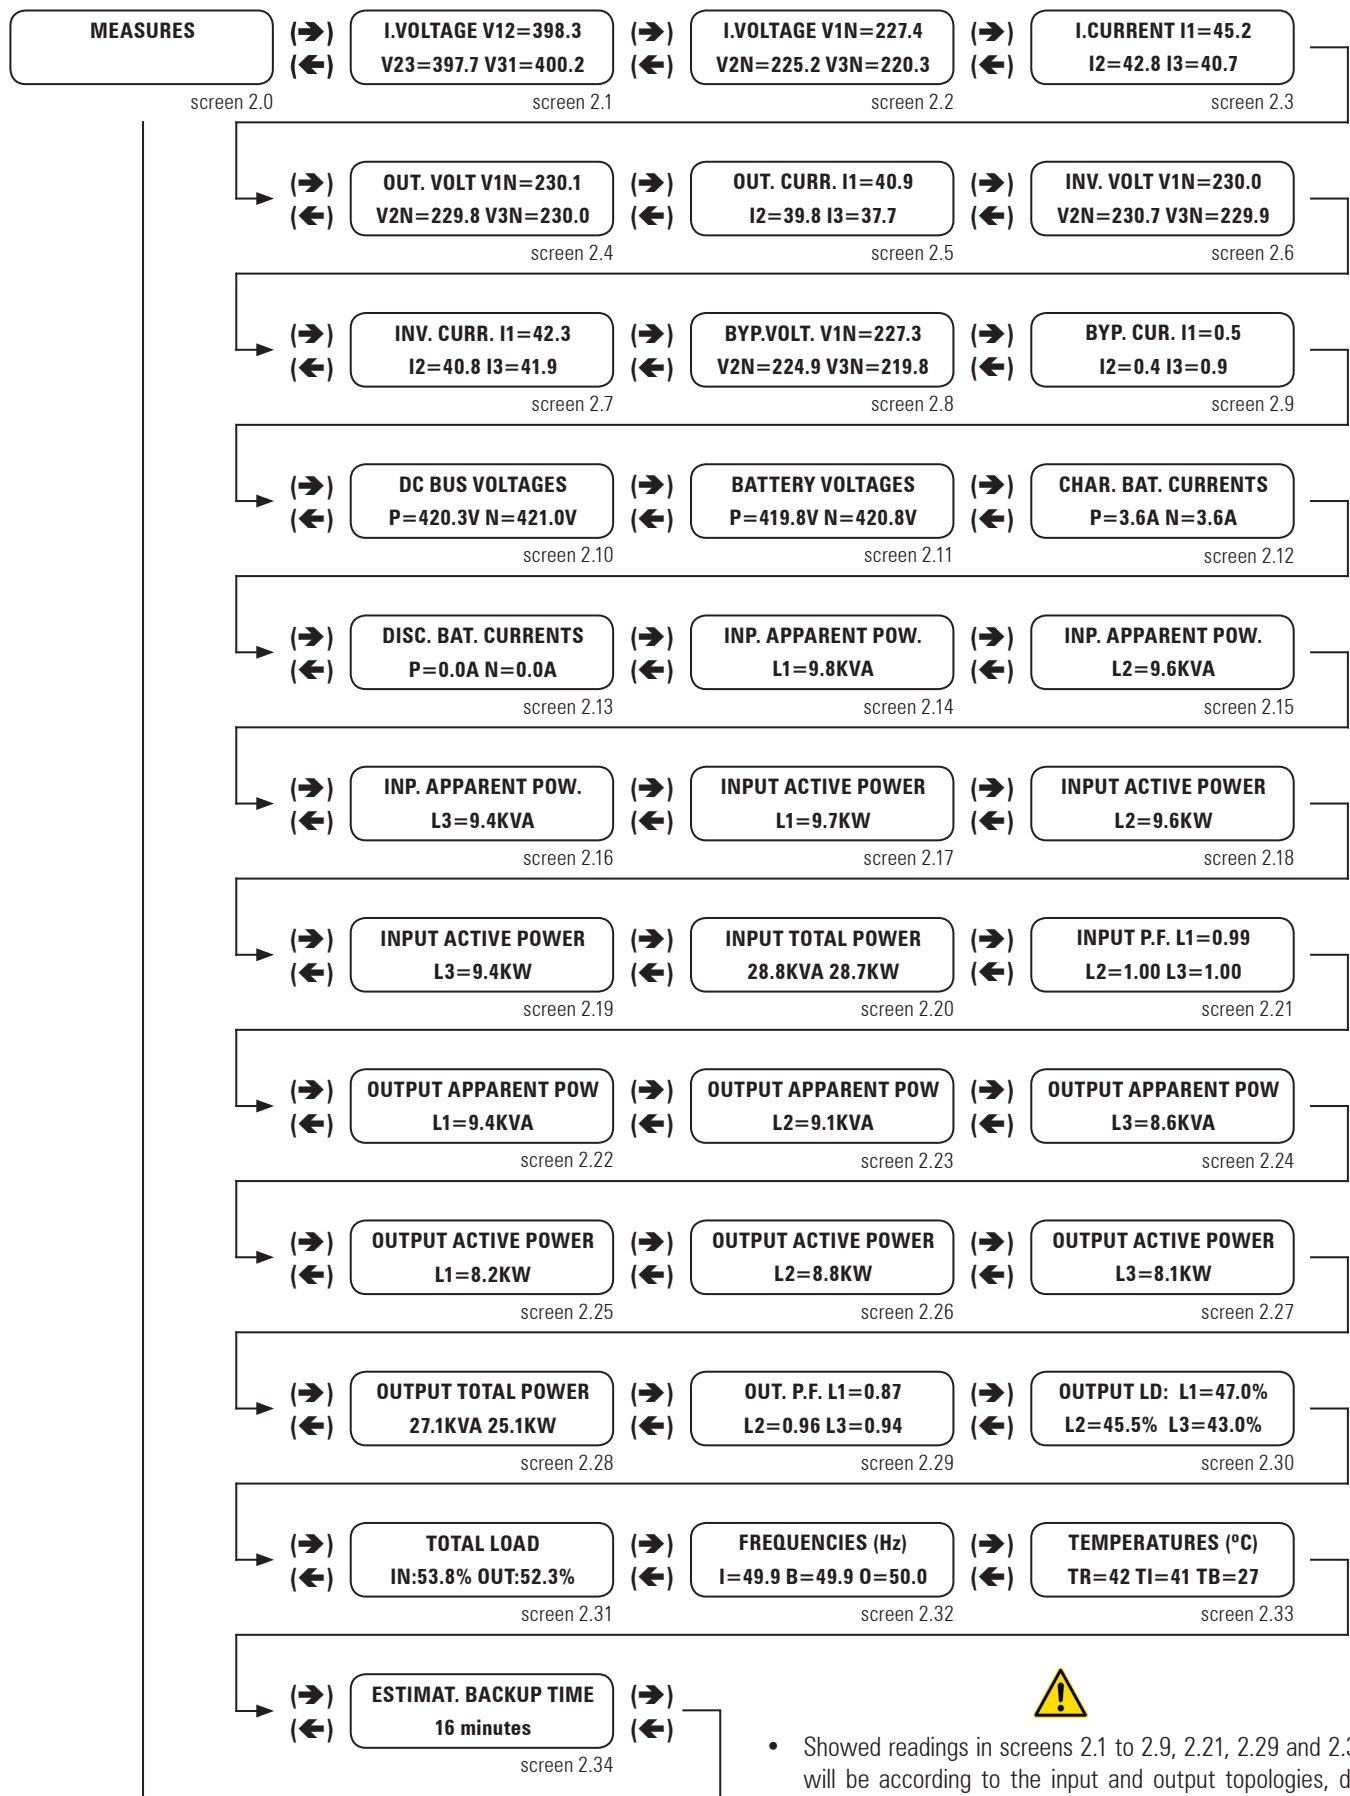 MEASURES
screen 2.0
(➔) (➔) (➔)
I.VOLTAGE V12=398.3
V23=397.7 V31=400.2
screen 2.1
I.VOLTAGE V1N=227.4
V2N=225.2 V3N=220.3
screen 2.2
I.CURRENT I1=45.2
I2=42.8 I3=40.7
screen 2.3
OUT. VOLT V1N=230.1
V2N=229.8 V3N=230.0
screen 2.4
OUT. CURR. I1=40.9
I2=39.8 I3=37.7
screen 2.5
INV. VOLT V1N=230.0
V2N=230.7 V3N=229.9
screen 2.6
INV. CURR. I1=42.3
I2=40.8 I3=41.9
screen 2.7
BYP.VOLT. V1N=227.3
V2N=224.9 V3N=219.8
screen 2.8
BYP. CUR. I1=0.5
I2=0.4 I3=0.9
screen 2.9
DC BUS VOLTAGES
P=420.3V N=421.0V
screen 2.10
BATTERY VOLTAGES
P=419.8V N=420.8V
screen 2.11
CHAR. BAT. CURRENTS
P=3.6A N=3.6A
screen 2.12
DISC. BAT. CURRENTS
P=0.0A N=0.0A
screen 2.13
INP. APPARENT POW.
L1=9.8KVA
screen 2.14
INP. APPARENT POW.
L2=9.6KVA
screen 2.15
INP. APPARENT POW.
L3=9.4KVA
screen 2.16
INPUT ACTIVE POWER
L1=9.7KW
screen 2.17
INPUT ACTIVE POWER
L2=9.6KW
screen 2.18
INPUT ACTIVE POWER
L3=9.4KW
screen 2.19
INPUT TOTAL POWER
28.8KVA 28.7KW
screen 2.20
INPUT P.F. L1=0.99
L2=1.00 L3=1.00
screen 2.21
OUTPUT APPARENT POW
L1=9.4KVA
screen 2.22
OUTPUT APPARENT POW
L2=9.1KVA
screen 2.23
OUTPUT APPARENT POW
L3=8.6KVA
screen 2.24
OUTPUT ACTIVE POWER
L1=8.2KW
screen 2.25
OUTPUT ACTIVE POWER
L2=8.8KW
screen 2.26
OUTPUT ACTIVE POWER
L3=8.1KW
screen 2.27
OUTPUT TOTAL POWER
27.1KVA 25.1KW
screen 2.28
OUT. P.F. L1=0.87
L2=0.96 L3=0.94
screen 2.29
OUTPUT LD: L1=47.0%
L2=45.5% L3=43.0%
screen 2.30
TOTAL LOAD
IN:53.8% OUT:52.3%
screen 2.31
FREQUENCIES (Hz)
I=49.9 B=49.9 O=50.0
screen 2.32
TEMPERATURES (ºC)
TR=42 TI=41 TB=27
screen 2.33
ESTIMAT. BACKUP TIME
16 minutes
screen 2.34
• Showed readings in screens 2.1 to 2.9, 2.21, 2.29 and
will be according to the input and output topologies,